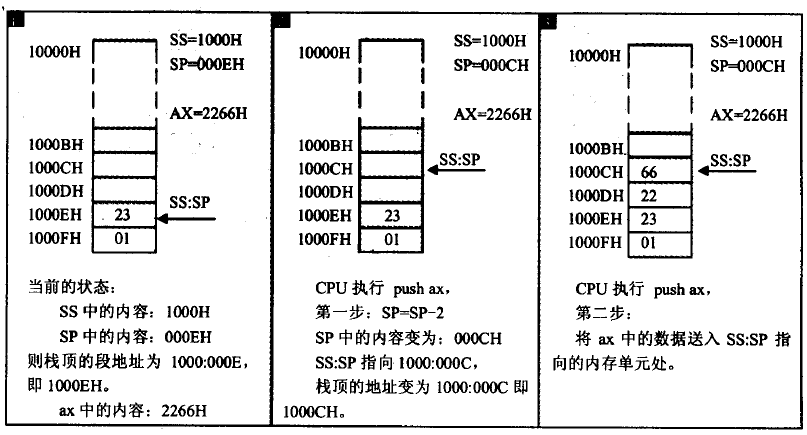 10000H
SS=1000H
SP=000EH
AX=2266H
1000BH
1000CH
1000DH
SS:SP
1000EH 23
1000FH 01
当前的状态：
SS 中的内容：1000H
SP 中的内容：000EH
则栈顶的段地址为 1000:000E，
即 1000EH。
ax 中的内容：2266H
10000H
SS=1000H
SP=000CH
AX=2266H
1000BH
1000CH
SS:SP
1000DH
1000EH 23
1000FH 01
CPU 执行 push ax，
第一步：SP=SP-2
SP 中的内容变为：000CH
SS:SP 指向 1000:000C，
栈顶的地址变为 1000:000C 即
1000CH。
10000H
SS=1000H
SP=000CH
AX=2266H
1000BH
1000CH 66
SS:SP
1000DH 22
1000EH 23
1000FH 01
CPU 执行 push ax，
第二步：
将 ax 中的数据送入 SS:SP 指
向的内存单元处。